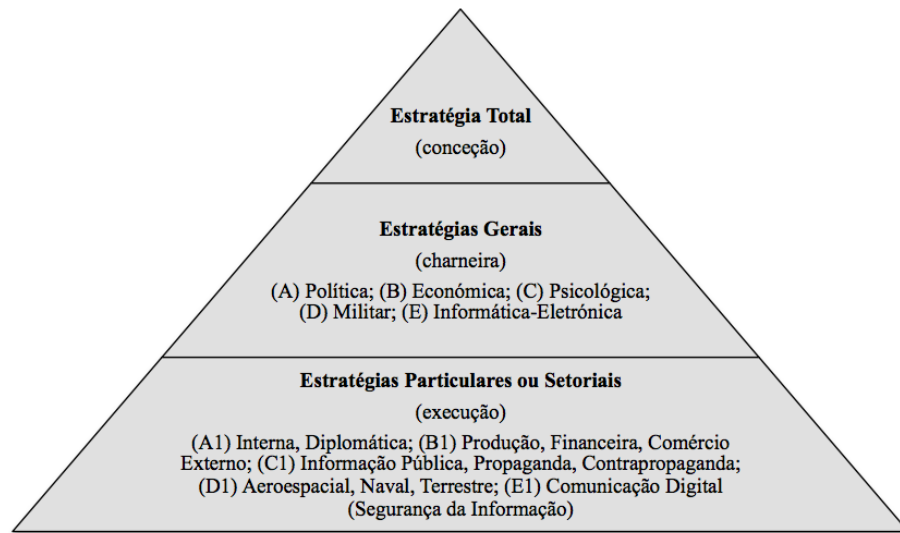 Estratégia Total
(conceção)
Estratégias Gerais
(charneira)
(A) Política; (B) Económica; (C) Psicológica;
(D) Militar; (E) Informática-Eletrónica
Estratégias Particulares ou Setoriais
(execução)
(A1) Interna, Diplomática; (B1) Produção, Financeira, Comércio
Externo; (C1) Informação Pública, Propaganda, Contrapropaganda;
(D1) Aeroespacial, Naval, Terrestre; (E1) Comunicação Digital
(Segurança da Informação)